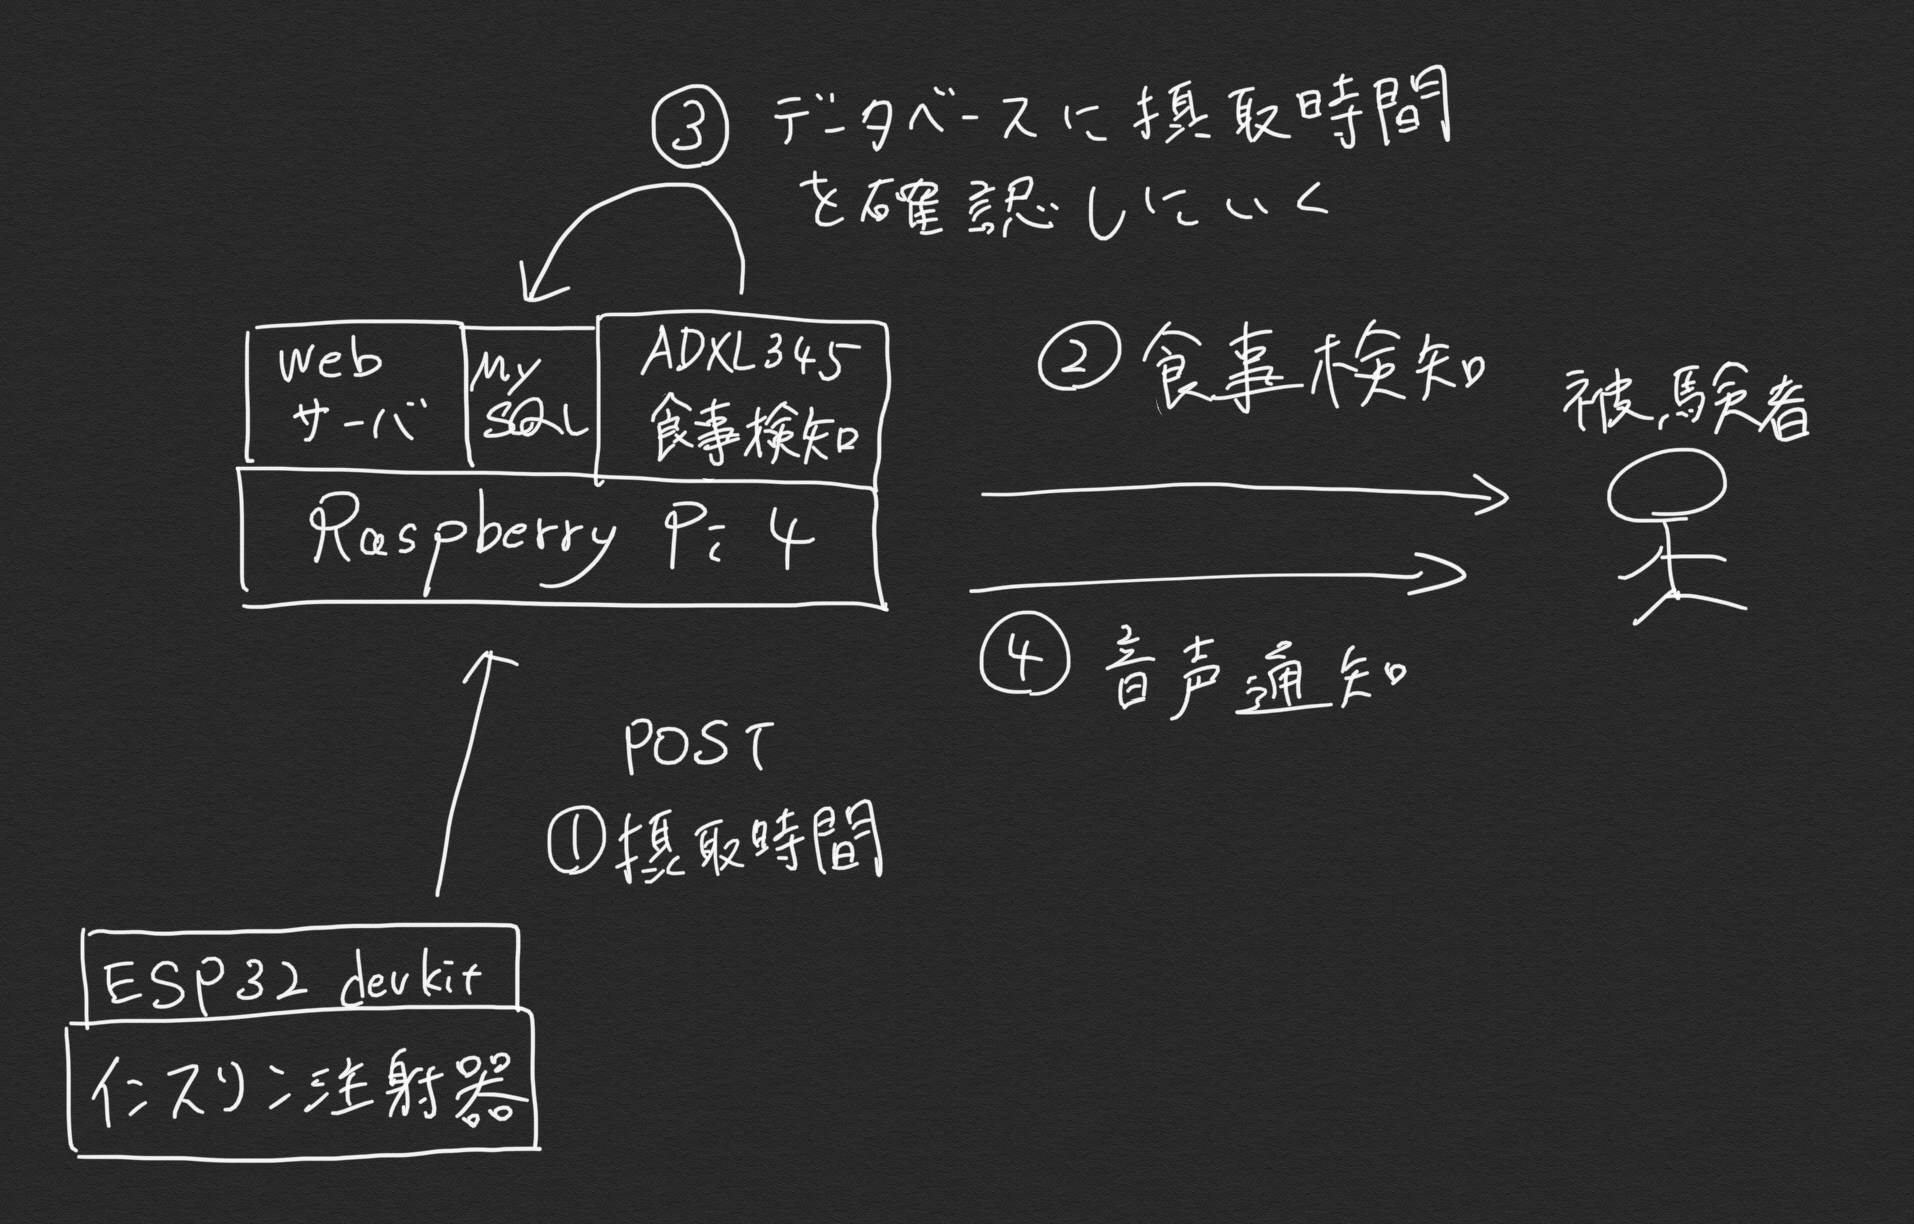 ③ データベースに摂取時間
を確認しにいく
Web
サーバ
My
SQL
ADXL345
食事検知
Raspberry Pi 4
② 食事検知
被験者
④ 音声通知
POST
①摂取時間
ESP32 devkit
インスリン注射器